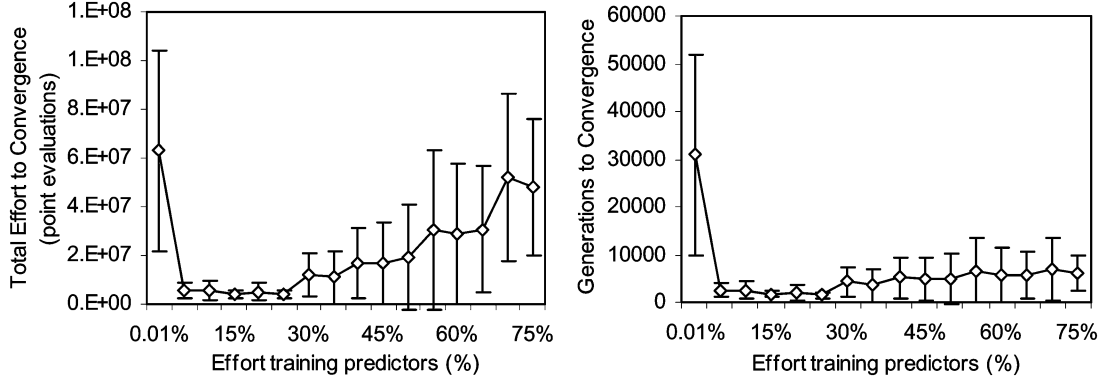 Total Effort to Convergence
(point evaluations)
1.E+08
1.E+08
8.E+07
6.E+07
4.E+07
2.E+07
0.E+00
0.01% 15% 30% 45% 60% 75%
Effort training predictors (%)
Generations to Convergence
60000
50000
40000
30000
20000
10000
0
0.01% 15% 30% 45% 60% 75%
Effort training predictors (%)